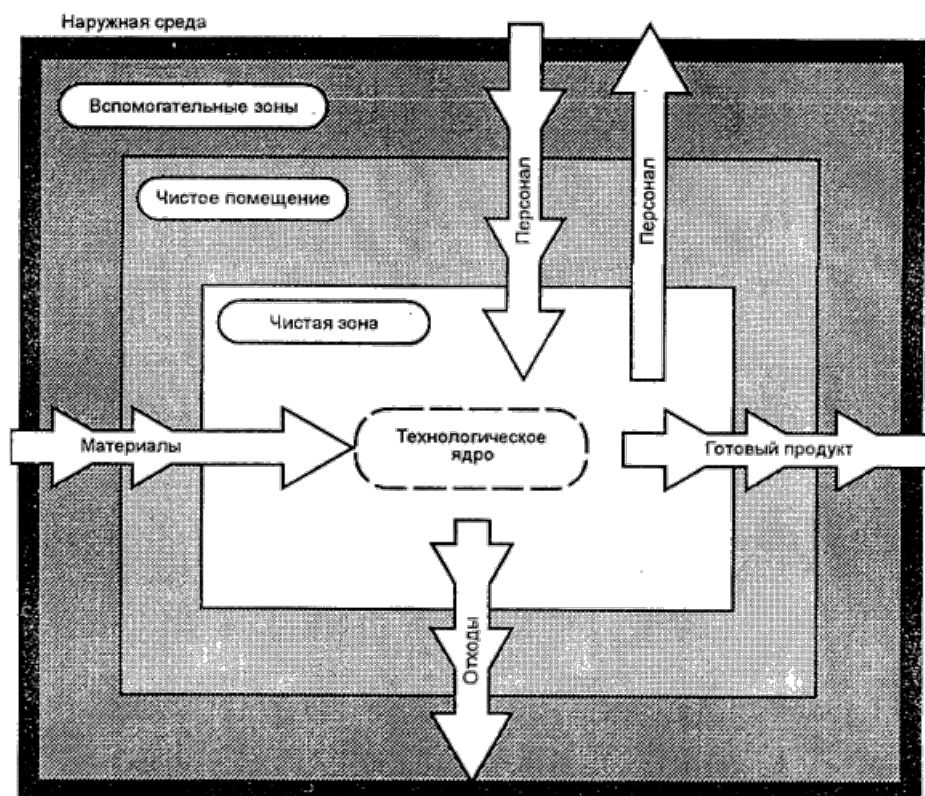 Наружная среда
Вспомогательные зоны
Чистое помещение
Чистая зона
Персонал
Персонал
Материалы
Технологическое
ядро
Готовый продукт
Отходы